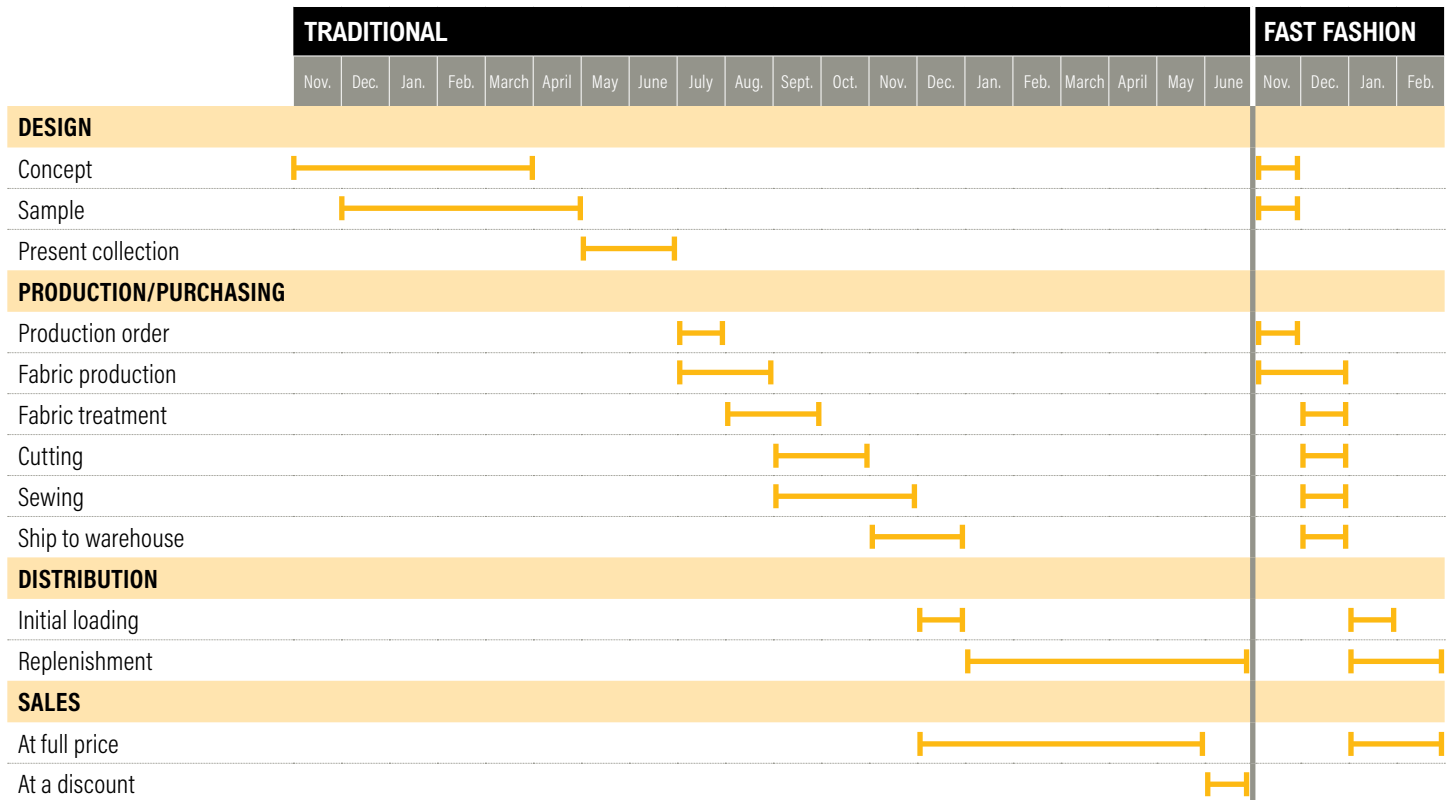 TRADITIONAL FAST FASHION
Nov. Dec. Jan. Feb. March April May June July Aug. Sept. Oct. Nov. Dec. Jan. Feb. March April May June Nov. Dec. Jan. Feb.
DESIGN
Concept
Sample
Present collection
PRODUCTION/PURCHASING
Production order
Fabric production
Fabric treatment
Cutting
Sewing
Ship to warehouse
DISTRIBUTION
Initial loading
Replenishment
SALES
At full price
At a discount